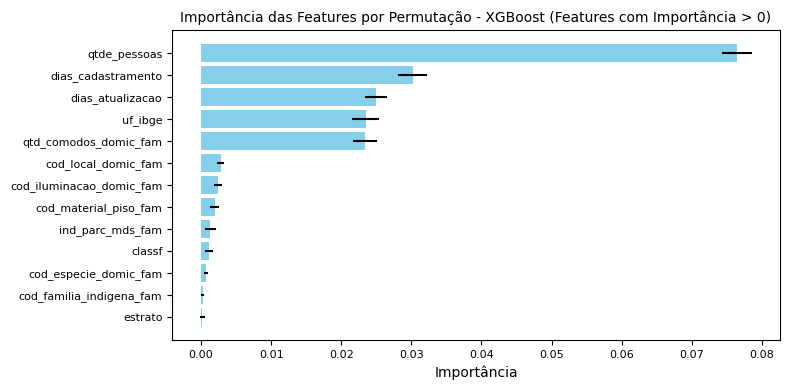 Importância das Features por Permutação - XGBoost (Features com Importância > 0)
qtde_pessoas
dias_cadastramento
dias_atualizacao
uf_ibge
qtd_comodos_domic_fam
cod_local_domic_fam
cod_iluminacao_domic_fam
cod_material_piso_fam
ind_parc_mds_fam
classf
cod_especie_domic_fam
cod_familia_indigena_fam
estrato
0.00 0.01 0.02 0.03 0.04 0.05 0.06 0.07 0.08
Importância